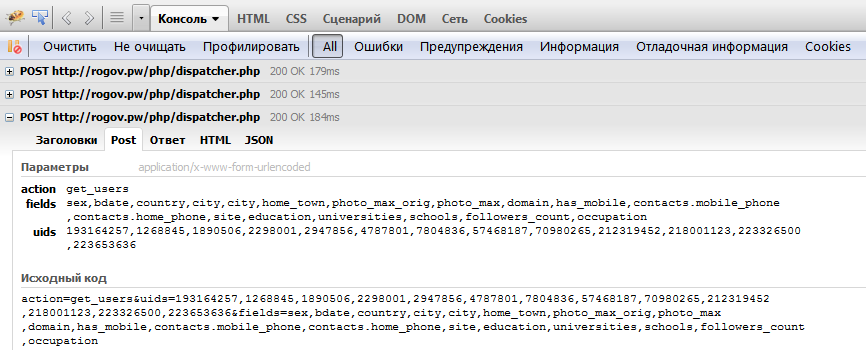 Консоль HTML CSS Сценарий DOM Сеть Cookies
Очистить Не очищать Профилировать All Ошибки Предупреждения Информация Отладочная информация Cookies
POST http://rogov.pw/php/dispatcher.php 200 OK 179ms
POST http://rogov.pw/php/dispatcher.php 200 OK 145ms
POST http://rogov.pw/php/dispatcher.php 200 OK 184ms
Заголовки Post Ответ HTML JSON
Параметры application/x-www-form-urlencoded
action get_users
fields sex,bdate,country,city,city,home_town,photo_max_orig,photo_max,domain,has_mobile,contacts.mobile_phone
,contacts.home_phone,site,education,universities,schools,followers_count,occupation
uids 193164257,1268845,1890506,2298001,2947856,4787801,7804836,57468187,70980265,212319452,218001123,223326500
,223653636
Исходный код
action=get_users&uids=193164257,1268845,1890506,2298001,2947856,4787801,7804836,57468187,70980265,212319452
,218001123,223326500,223653636&fields=sex,bdate,country,city,city,home_town,photo_max_orig,photo_max
,domain,has_mobile,contacts.mobile_phone,contacts.home_phone,site,education,universities,schools,followers_count
,occupation